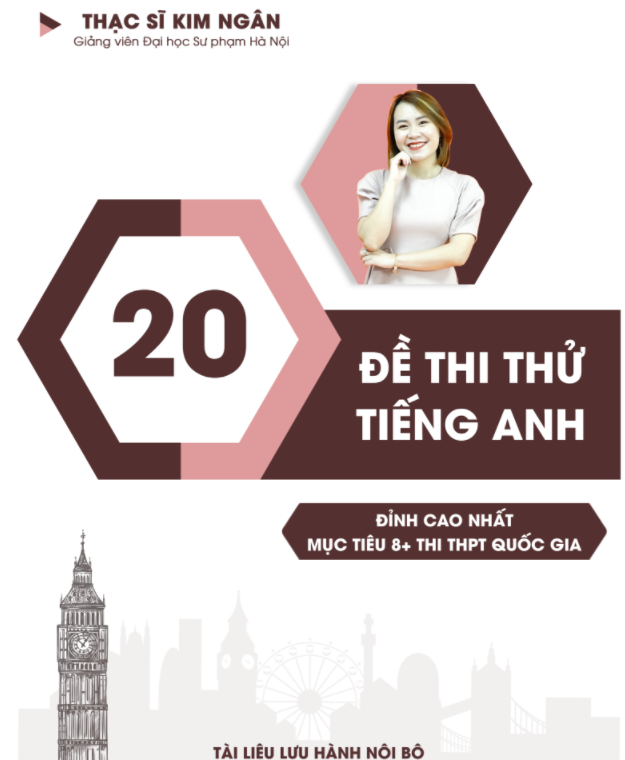 THẠC SĨ KIM NGÂN
Giảng viên Đại học Sư phạm Hà Nội
20
ĐỀ THI THỬ
TIẾNG ANH
ĐỈNH CAO NHẤT
MỤC TIÊU 8+ THI THPT QUỐC GIA
TÀI LIỆU LƯU HÀNH NỘI BỘ